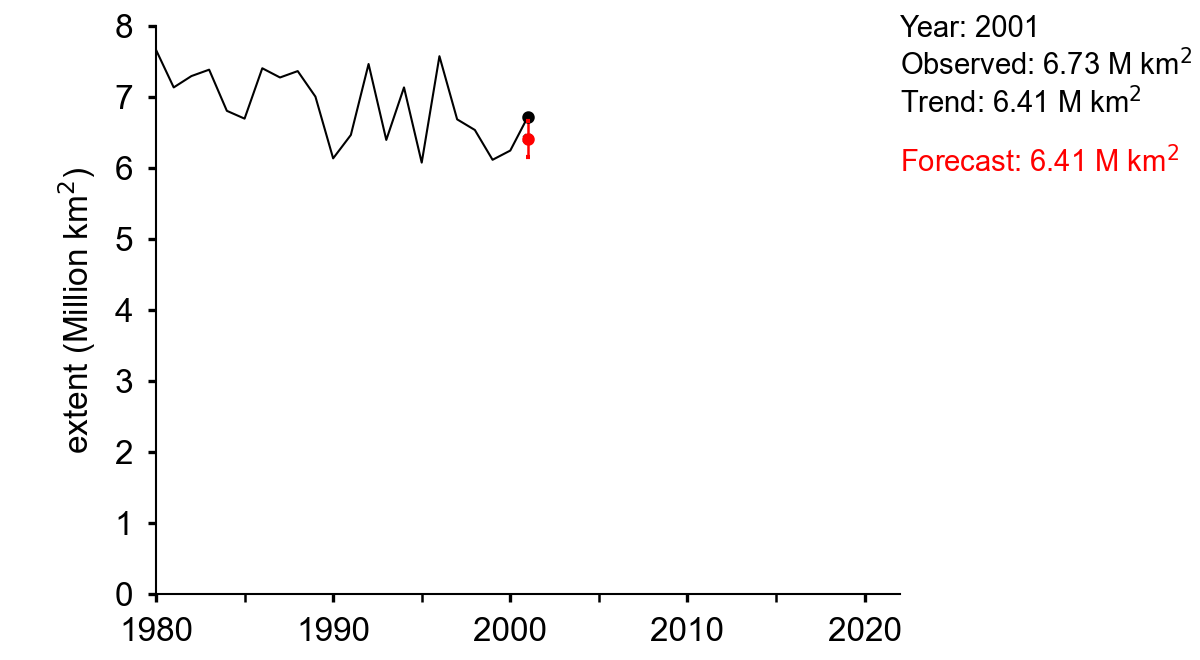 8
7
6
5
4
3
2
1
0
extent (Million km²)
1980 1990 2000 2010 2020
Year: 2001
Observed: 6.73 M km²
Trend: 6.41 M km²
Forecast: 6.41 M km²